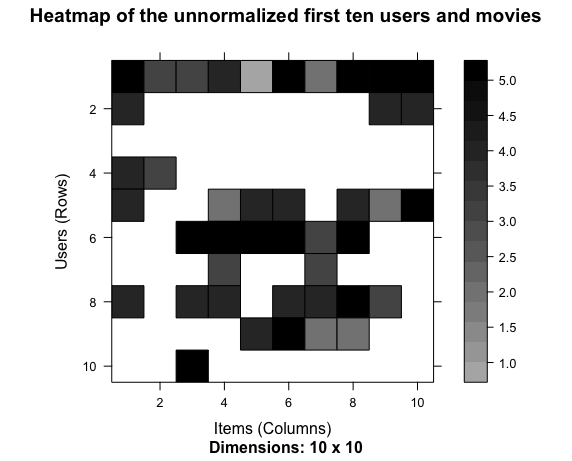 Heatmap of the unnormalized first ten users and movies
5.0
2
4.5
4.0
4
3.5
Users (Rows)
6
3.0
2.5
8
2.0
1.5
10
1.0
2 4 6 8 10
Items (Columns)
Dimensions: 10 x 10